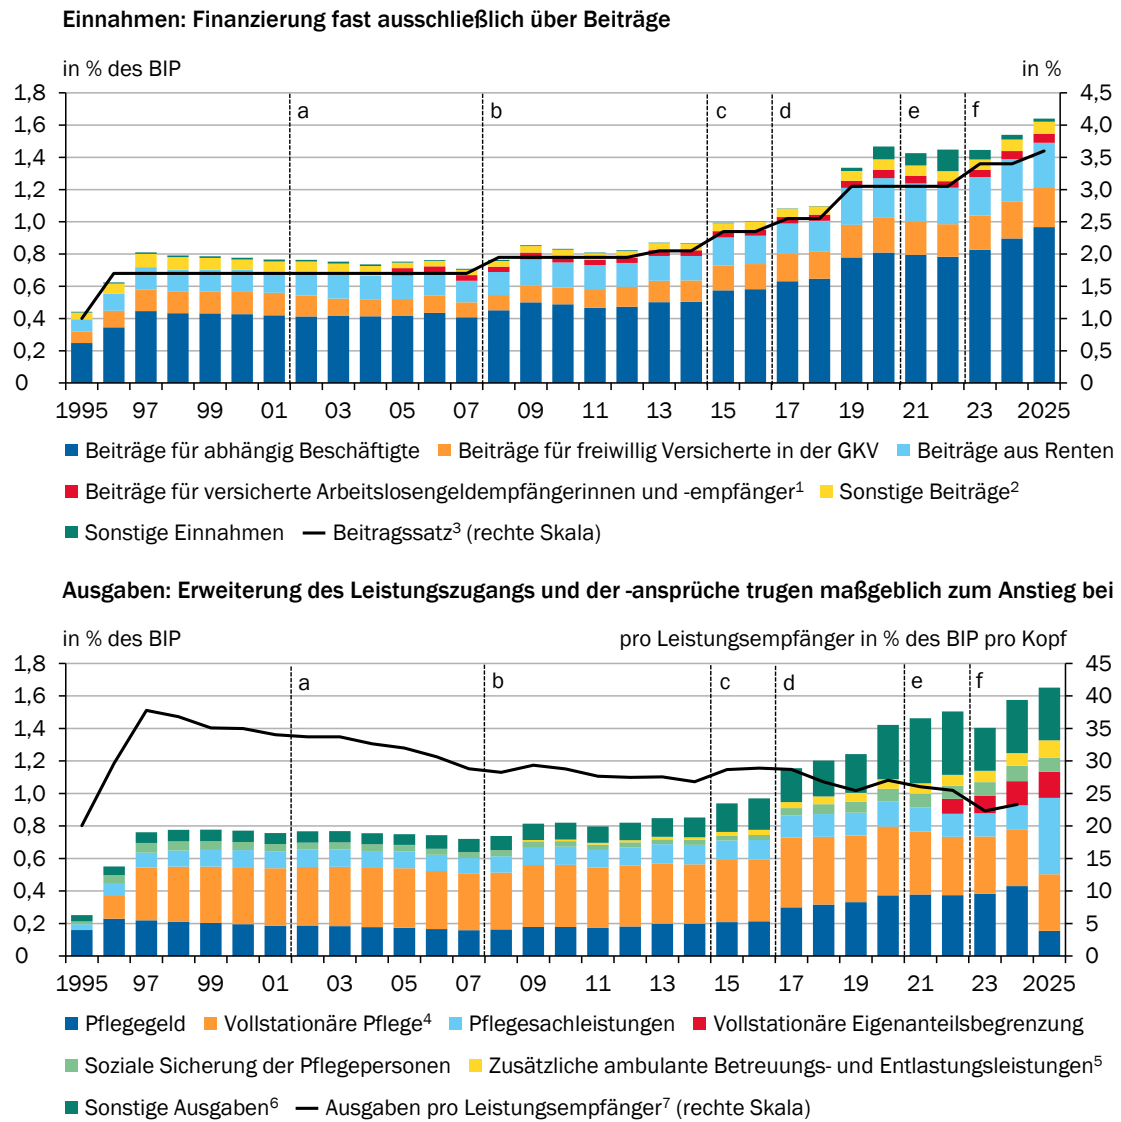 Einnahmen: Finanzierung fast ausschließlich über Beiträge
in % des BIP
in %
1,8
1,6
1,4
1,2
1,0
0,8
0,6
0,4
0,2
0
4,5
4,0
3,5
3,0
2,5
2,0
1,5
1,0
0,5
0
a
b
c
d
e
f
1995 97 99 01 03 05 07 09 11 13 15 17 19 21 23 2025
Beiträge für abhängig Beschäftigte Beiträge für freiwillig Versicherte in der GKV Beiträge aus Renten
Beiträge für versicherte Arbeitslosengeldempfängerinnen und -empfänger¹ Sonstige Beiträge²
Sonstige Einnahmen Beitragssatz³ (rechte Skala)
Ausgaben: Erweiterung des Leistungszugangs und der -ansprüche trugen maßgeblich zum Anstieg bei
in % des BIP
pro Leistungsempfänger in % des BIP pro Kopf
1,8
1,6
1,4
1,2
1,0
0,8
0,6
0,4
0,2
0
45
40
35
30
25
20
15
10
5
0
a
b
c
d
e
f
1995 97 99 01 03 05 07 09 11 13 15 17 19 21 23 2025
Pflegegeld Vollstationäre Pflege⁴ Pflegesachleistungen Vollstationäre Eigenanteilsbegrenzung
Soziale Sicherung der Pflegepersonen Zusätzliche ambulante Betreuungs- und Entlastungsleistungen⁵
Sonstige Ausgaben⁶ Ausgaben pro Leistungsempfänger⁷ (rechte Skala)